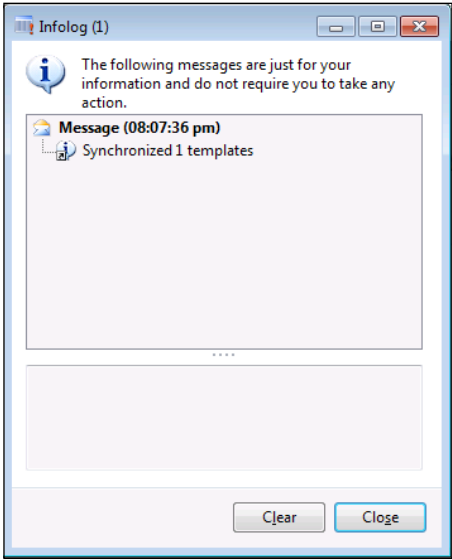 Infolog (1)
The following messages are just for your
information and do not require you to take any
action.
Message (08:07:36 pm)
Synchronized 1 templates
Clear
Close